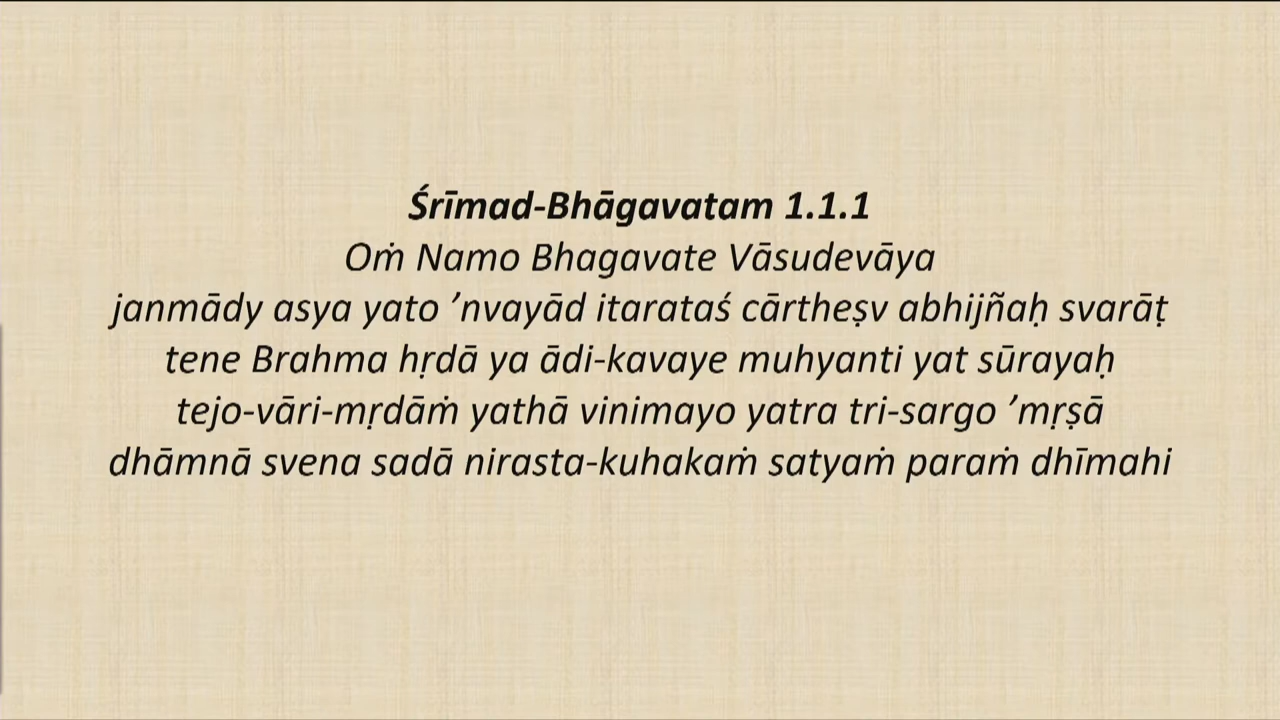 Śrīmad-Bhāgavatam 1.1.1
Oṁ Namo Bhagavate Vāsudevāya
janmādy asya yato ’nvayād itarataś cārtheṣv abhijñaḥ svarāṭ
tene Brahma hṛdā ya ādi-kavaye muhyanti yat sūrayaḥ
tejo-vāri-mṛdāṁ yathā vinimayo yatra tri-sargo ’mṛṣā
dhāmnā svena sadā nirasta-kuhakaṁ satyaṁ paraṁ dhīmahi